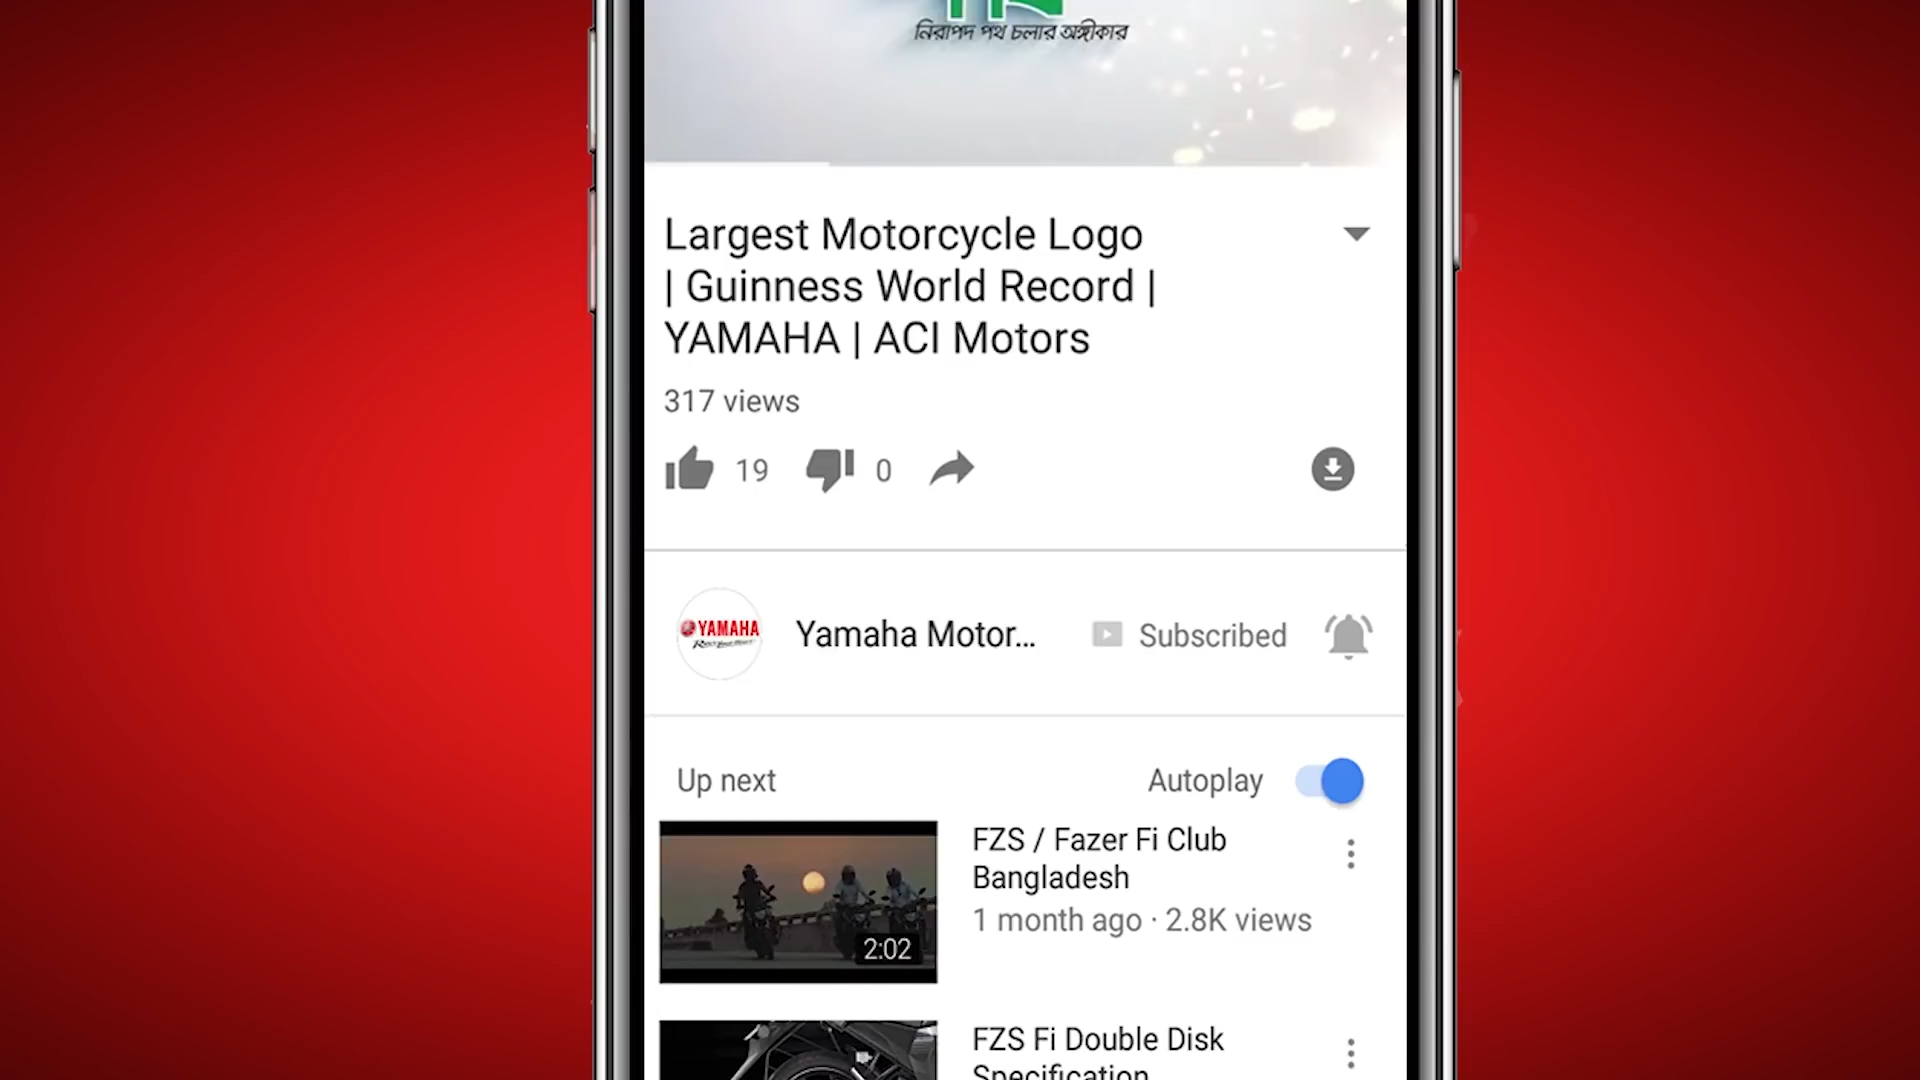 নিরাপদ পথ চলার অঙ্গীকার
Largest Motorcycle Logo
| Guinness World Record |
YAMAHA | ACI Motors
317 views
19
0
YAMAHA
Yamaha Motor...
Subscribed
Up next
Autoplay
FZS / Fazer Fi Club
Bangladesh
1 month ago · 2.8K views
2:02
FZS Fi Double Disk
Specification